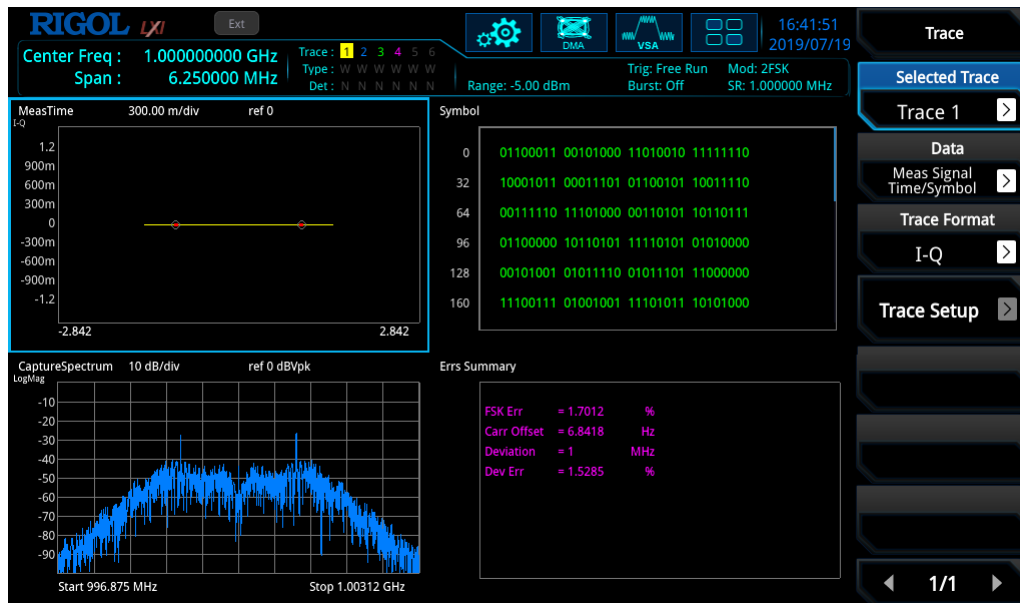 RIGOL LXI Ext 16:41:51
DMA VSA 2019/07/19
Center Freq : 1.000000000 GHz
Span : 6.250000 MHz
Trace : 1 2 3 4 5 6
Type : W W W W W W
Det : N N N N N N
Range: -5.00 dBm
Trig: Free Run Mod: 2FSK
Burst: Off SR: 1.000000 MHz
MeasTime 300.00 m/div ref 0
I-Q
1.2
900m
600m
300m
0
-300m
-600m
-900m
-1.2
-2.842 2.842
Symbol
0 01100011 00101000 11010010 11111110
32 10001011 00011101 01100101 10011110
64 00111110 11101000 00110101 10110111
96 01100000 10110101 11110101 01010000
128 00101001 01011110 01011101 11000000
160 11100111 01001001 11101011 10101000
CaptureSpectrum 10 dB/div ref 0 dBVpk
LogMag
-10
-20
-30
-40
-50
-60
-70
-80
-90
Start 996.875 MHz Stop 1.00312 GHz
Errs Summary
FSK Err = 1.7012 %
Carr Offset = 6.8418 Hz
Deviation = 1 MHz
Dev Err = 1.5285 %
Trace
Selected Trace
Trace 1
Data
Meas Signal
Time/Symbol
Trace Format
I-Q
Trace Setup
1/1